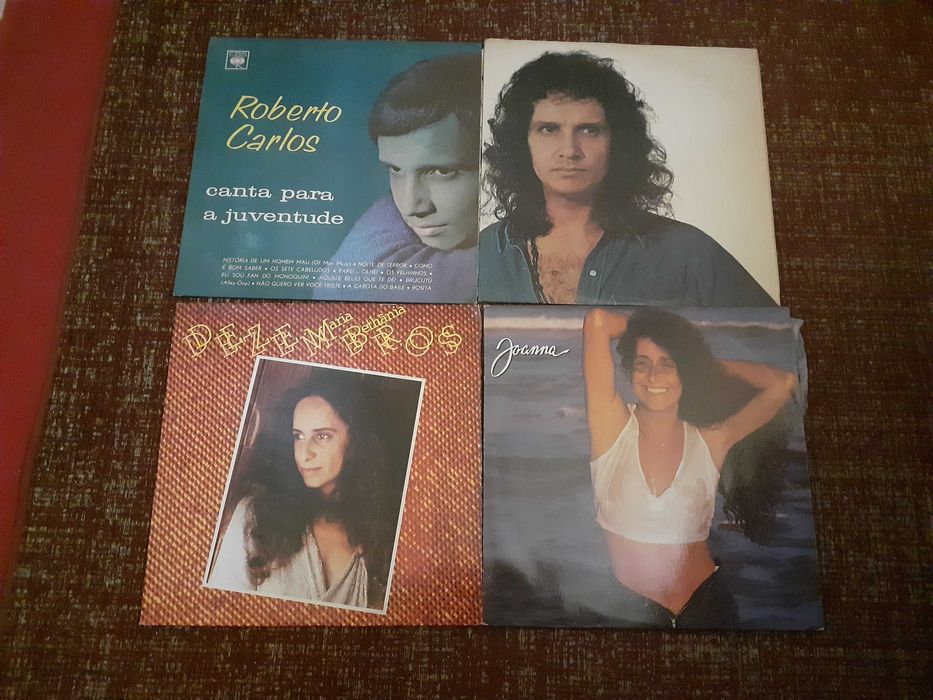 CBS
Roberto
Carlos
canta para
a juventude
HISTÓRIA DE UM HOMEM MAU (Ol' Man Mose) • NOITE DE TERROR • COMO
É BOM SABER • OS SETE CABELUDOS • PAREI... OLHEI • OS VELHINHOS •
EU SOU FAN DO MONOQUINI • AQUELE BEIJO QUE TE DEI • BRUCUTÚ
(Alley-Oop) • NÃO QUERO VER VOCÊ TRISTE • A GAROTA DO BAILE • ROSITA
DEZEMBROS
Maria Bethânia
Joanna